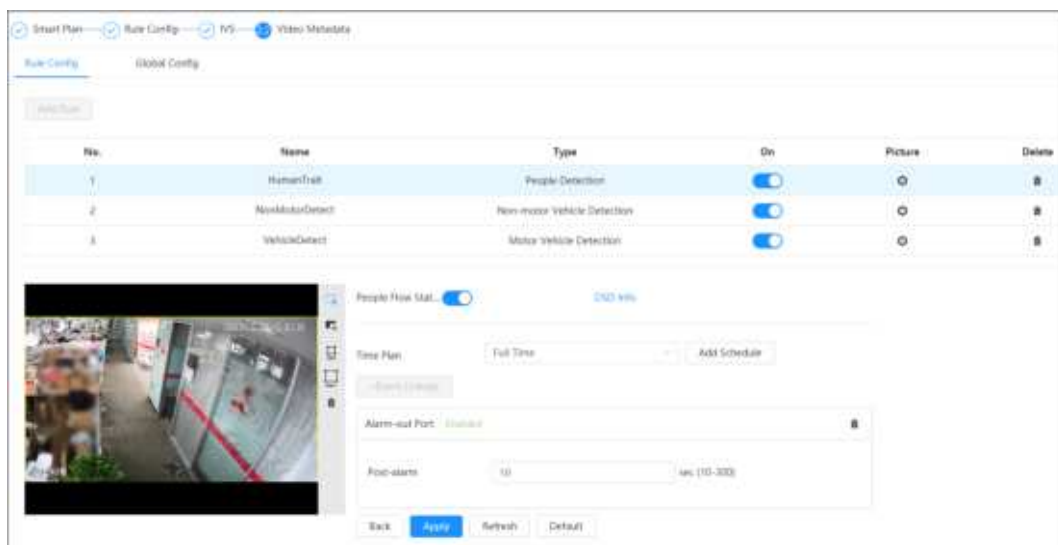 Smart Plan Rule Config IVS Video Metadata
Rule Config Global Config
Add Rule
No. Name Type On Picture Delete
1 HumanTrait People Detection
2 NonMotorDetect Non-motor Vehicle Detection
3 VehicleDetect Motor Vehicle Detection
People Flow Stat... OSD Info
Time Plan Full Time Add Schedule
Alarm-out Port Enabled
Post-alarm 10 sec. (10-300)
Back Apply Refresh Default